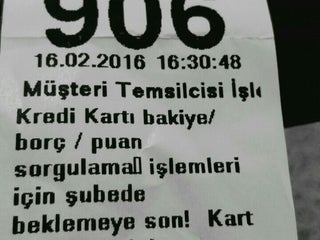 906
16.02.2016 16:30:48
Müşteri Temsilcisi İşle
Kredi Kartı bakiye/
borç / puan
sorgulama▯ işlemleri
için şubede
beklemeye son! Kart